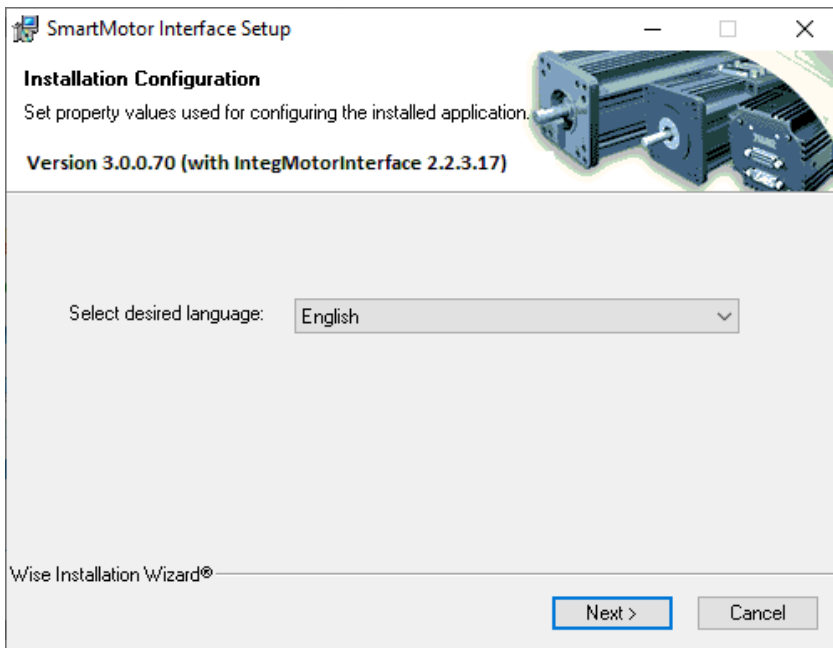 SmartMotor Interface Setup
Installation Configuration
Set property values used for configuring the installed application.
Version 3.0.0.70 (with IntegMotorInterface 2.2.3.17)
Select desired language:
English
Wise Installation Wizard®
Next >
Cancel